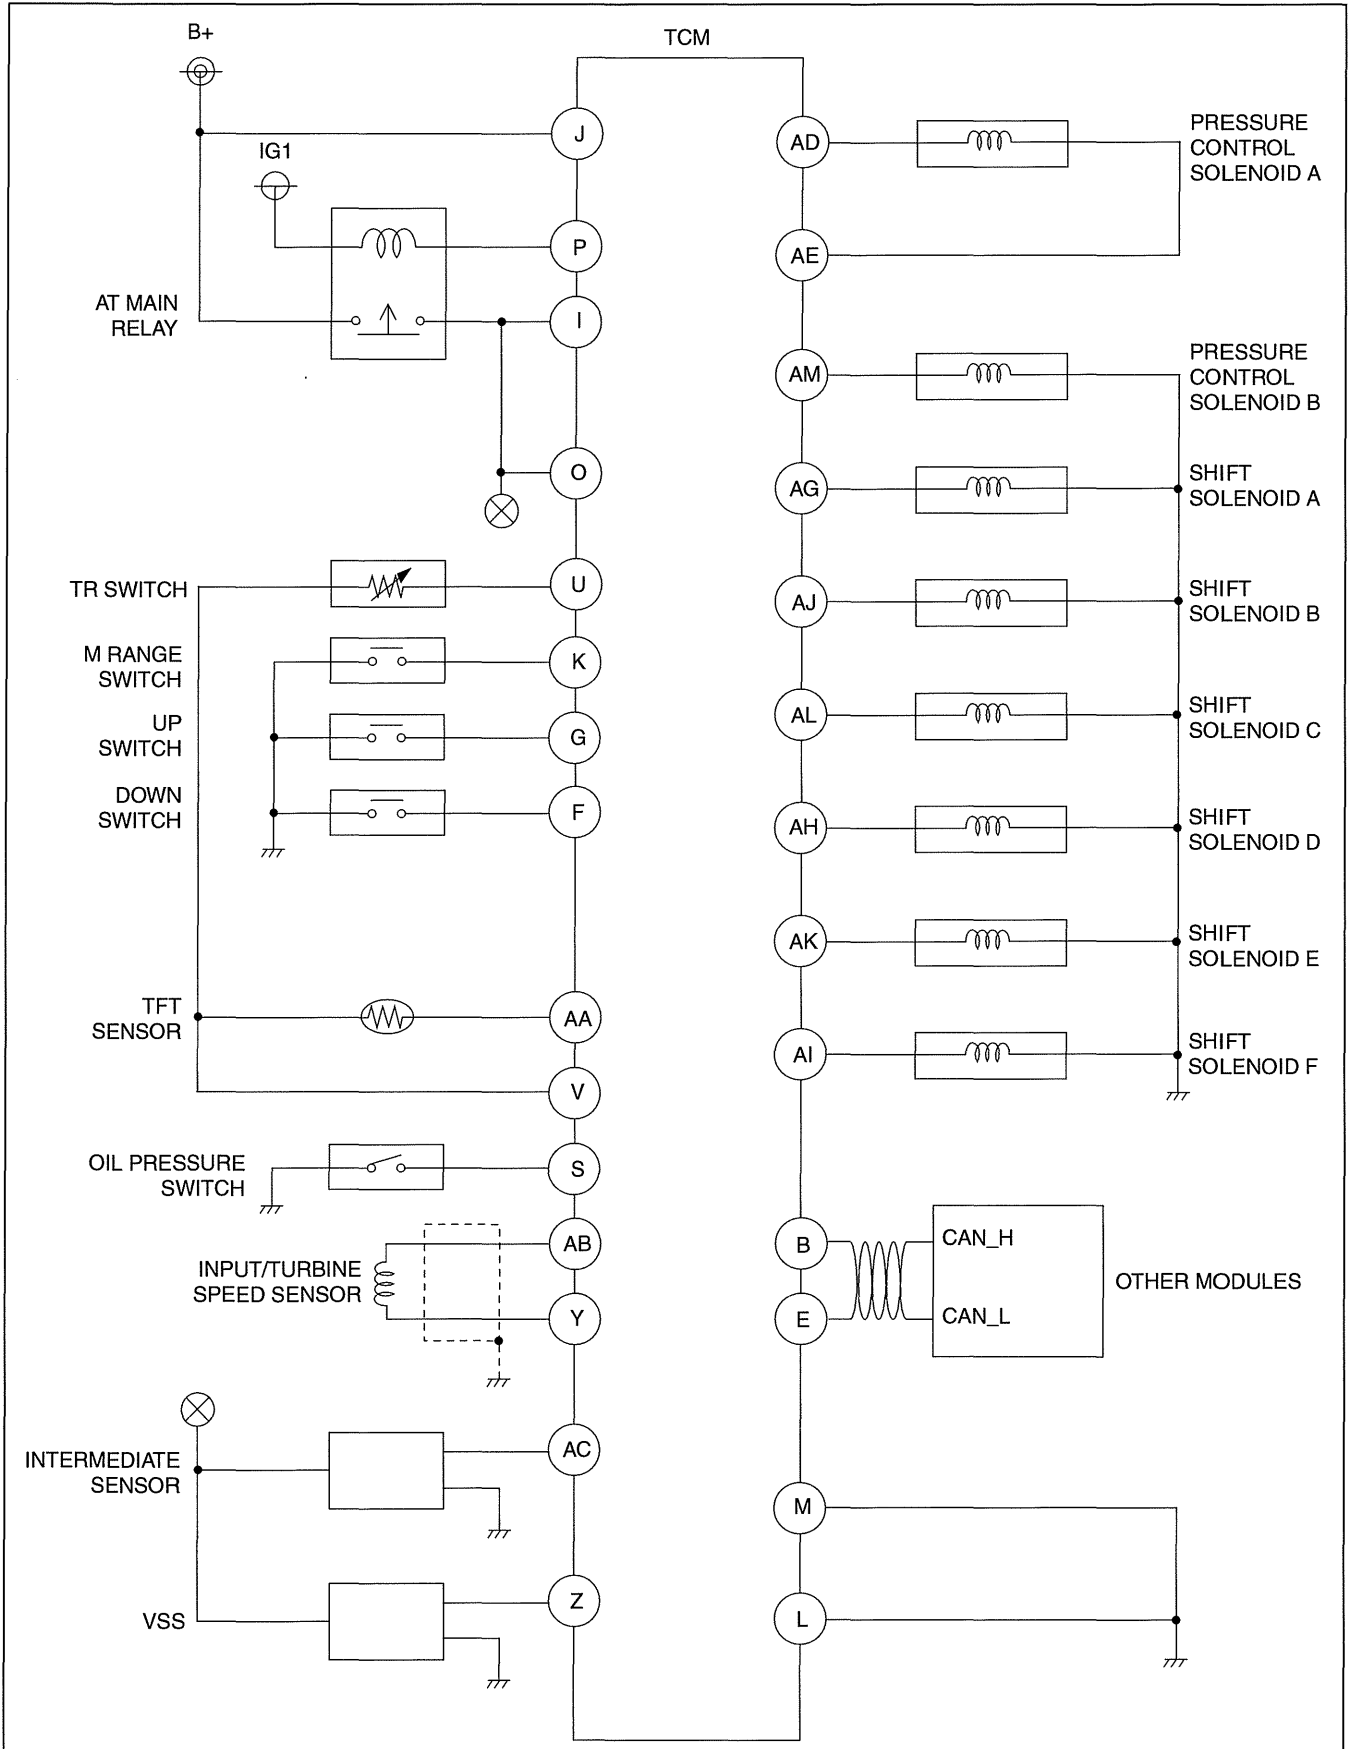 B+
TCM
J
AD
PRESSURE
CONTROL
SOLENOID A
IG1
P
AE
AT MAIN
RELAY
I
AM
PRESSURE
CONTROL
SOLENOID B
O
AG
SHIFT
SOLENOID A
TR SWITCH
U
AJ
SHIFT
SOLENOID B
M RANGE
SWITCH
K
UP
SWITCH
G
AL
SHIFT
SOLENOID C
DOWN
SWITCH
F
AH
SHIFT
SOLENOID D
AK
SHIFT
SOLENOID E
TFT
SENSOR
AA
AI
SHIFT
SOLENOID F
V
OIL PRESSURE
SWITCH
S
AB
B
CAN_H
INPUT/TURBINE
SPEED SENSOR
OTHER MODULES
Y
E
CAN_L
INTERMEDIATE
SENSOR
AC
M
VSS
Z
L